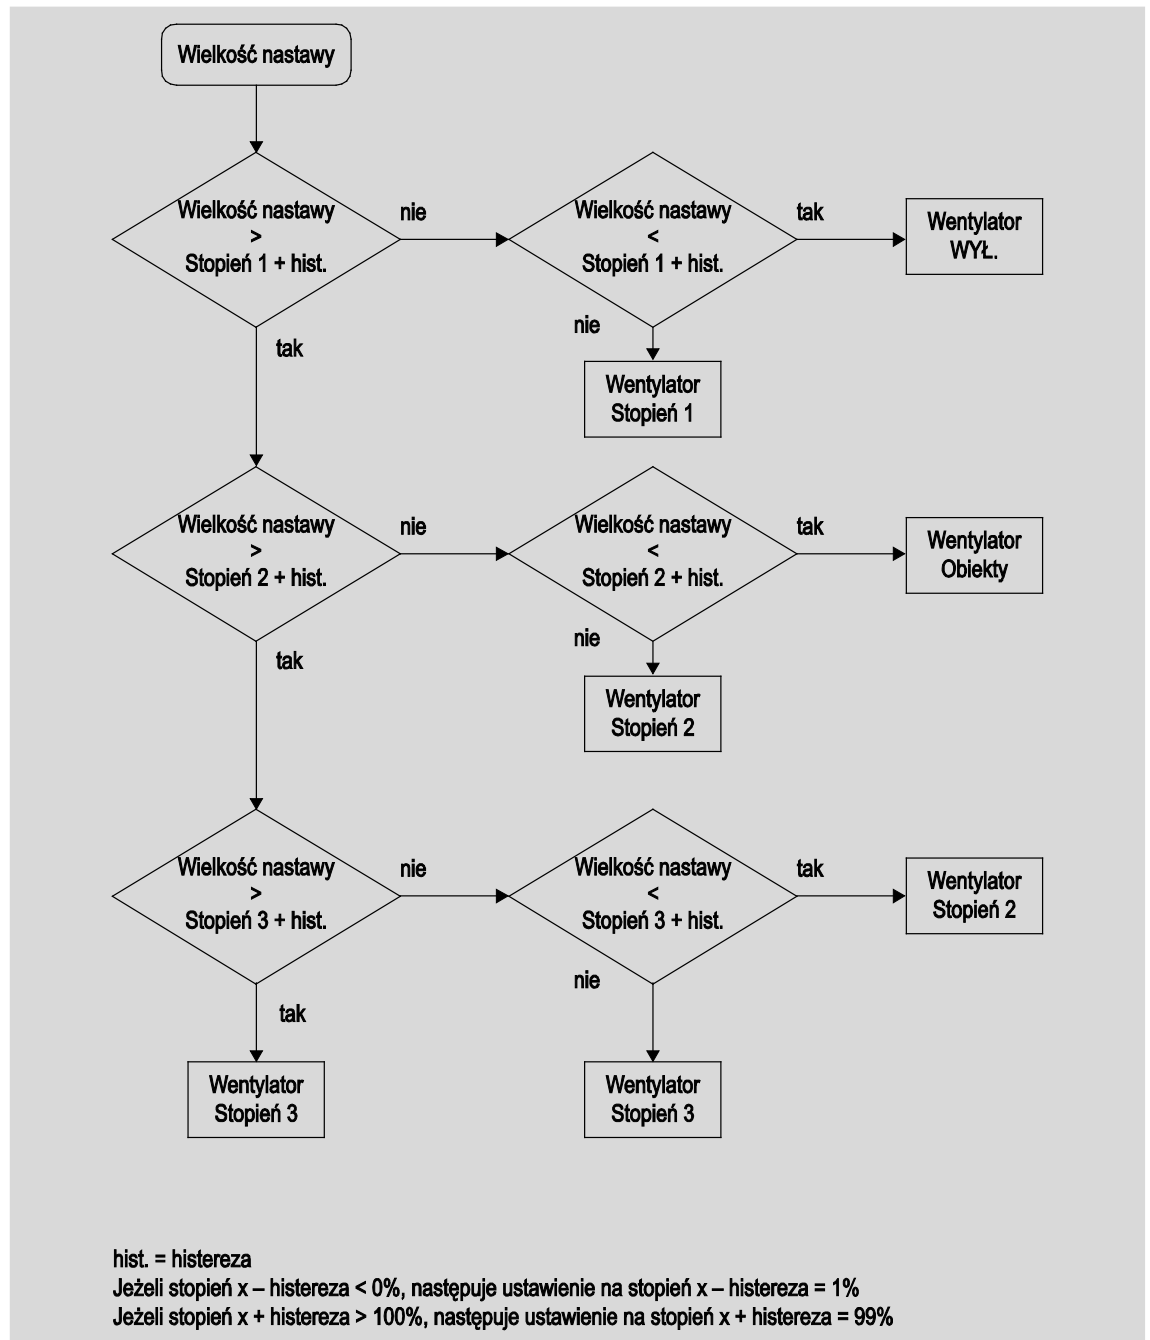 Wielkość nastawy
Wielkość nastawy
>
Stopień 1 + hist.
nie
Wielkość nastawy
<
Stopień 1 + hist.
tak
Wentylator
WYŁ.
nie
tak
Wentylator
Stopień 1
Wielkość nastawy
>
Stopień 2 + hist.
nie
Wielkość nastawy
<
Stopień 2 + hist.
tak
Wentylator
Obiekty
nie
tak
Wentylator
Stopień 2
Wielkość nastawy
>
Stopień 3 + hist.
nie
Wielkość nastawy
<
Stopień 3 + hist.
tak
Wentylator
Stopień 2
nie
tak
Wentylator
Stopień 3
Wentylator
Stopień 3
hist. = histereza
Jeżeli stopień x – histereza < 0%, następuje ustawienie na stopień x – histereza = 1%
Jeżeli stopień x + histereza > 100%, następuje ustawienie na stopień x + histereza = 99%